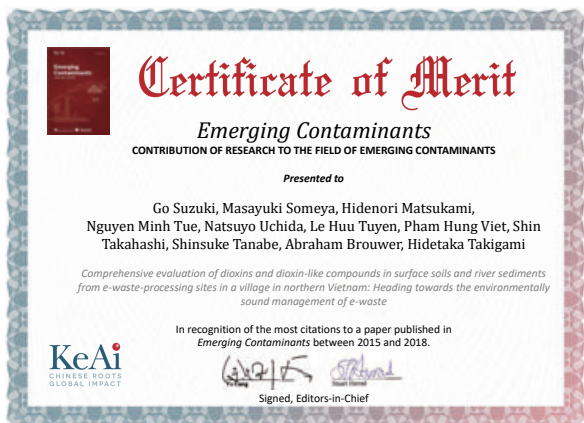 Emerging
Contaminants
Certificate of Merit
Emerging Contaminants
CONTRIBUTION OF RESEARCH TO THE FIELD OF EMERGING CONTAMINANTS
Presented to
Go Suzuki, Masayuki Someya, Hidenori Matsukami,
Nguyen Minh Tue, Natsuyo Uchida, Le Huu Tuyen, Pham Hung Viet, Shin
Takahashi, Shinsuke Tanabe, Abraham Brouwer, Hidetaka Takigami
Comprehensive evaluation of dioxins and dioxin-like compounds in surface soils and river sediments
from e-waste-processing sites in a village in northern Vietnam: Heading towards the environmentally
sound management of e-waste
In recognition of the most citations to a paper published in
Emerging Contaminants between 2015 and 2018.
KeAi
CHINESE ROOTS
GLOBAL IMPACT
Stuart Harrad
Signed, Editors-in-Chief